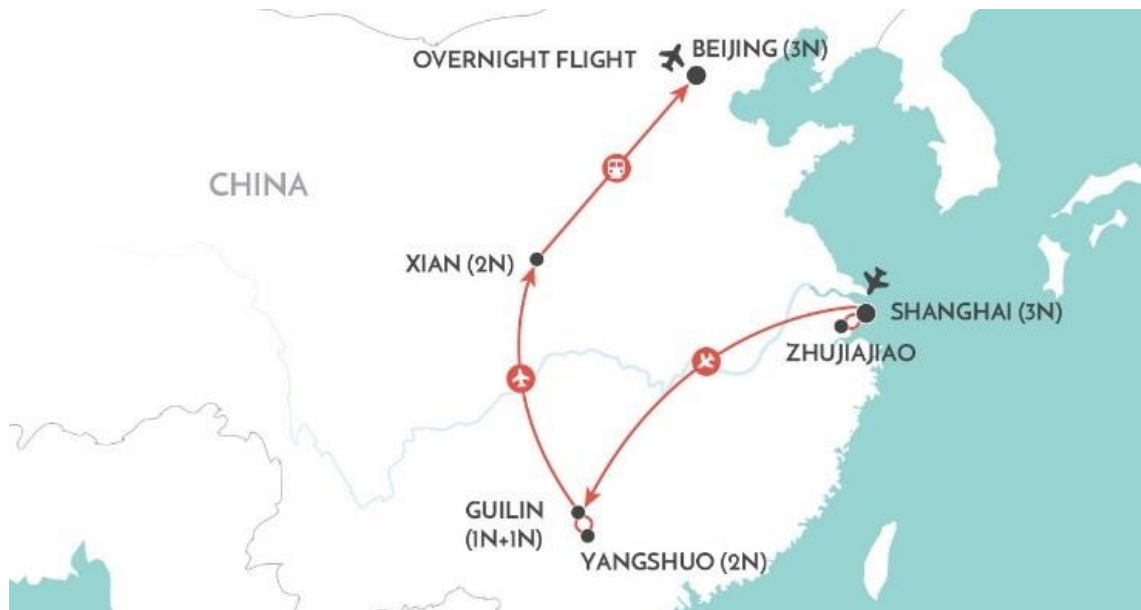 OVERNIGHT FLIGHT
BEIJING (3N)
CHINA
XIAN (2N)
SHANGHAI (3N)
ZHUJIAJIAO
GUILIN
(1N+1N)
YANGSHUO (2N)